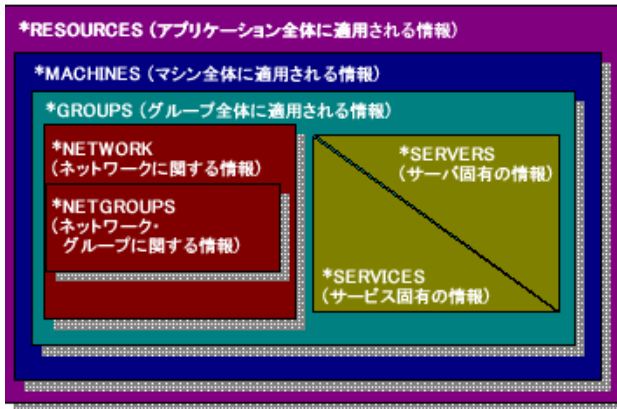 *RESOURCES (アプリケーション全体に適用される情報)
*MACHINES (マシン全体に適用される情報)
*GROUPS (グループ全体に適用される情報)
*NETWORK
(ネットワークに関する情報)
*NETGROUPS
(ネットワーク・
グループに関する情報)
*SERVERS
(サーバ固有の情報)
*SERVICES
(サービス固有の情報)